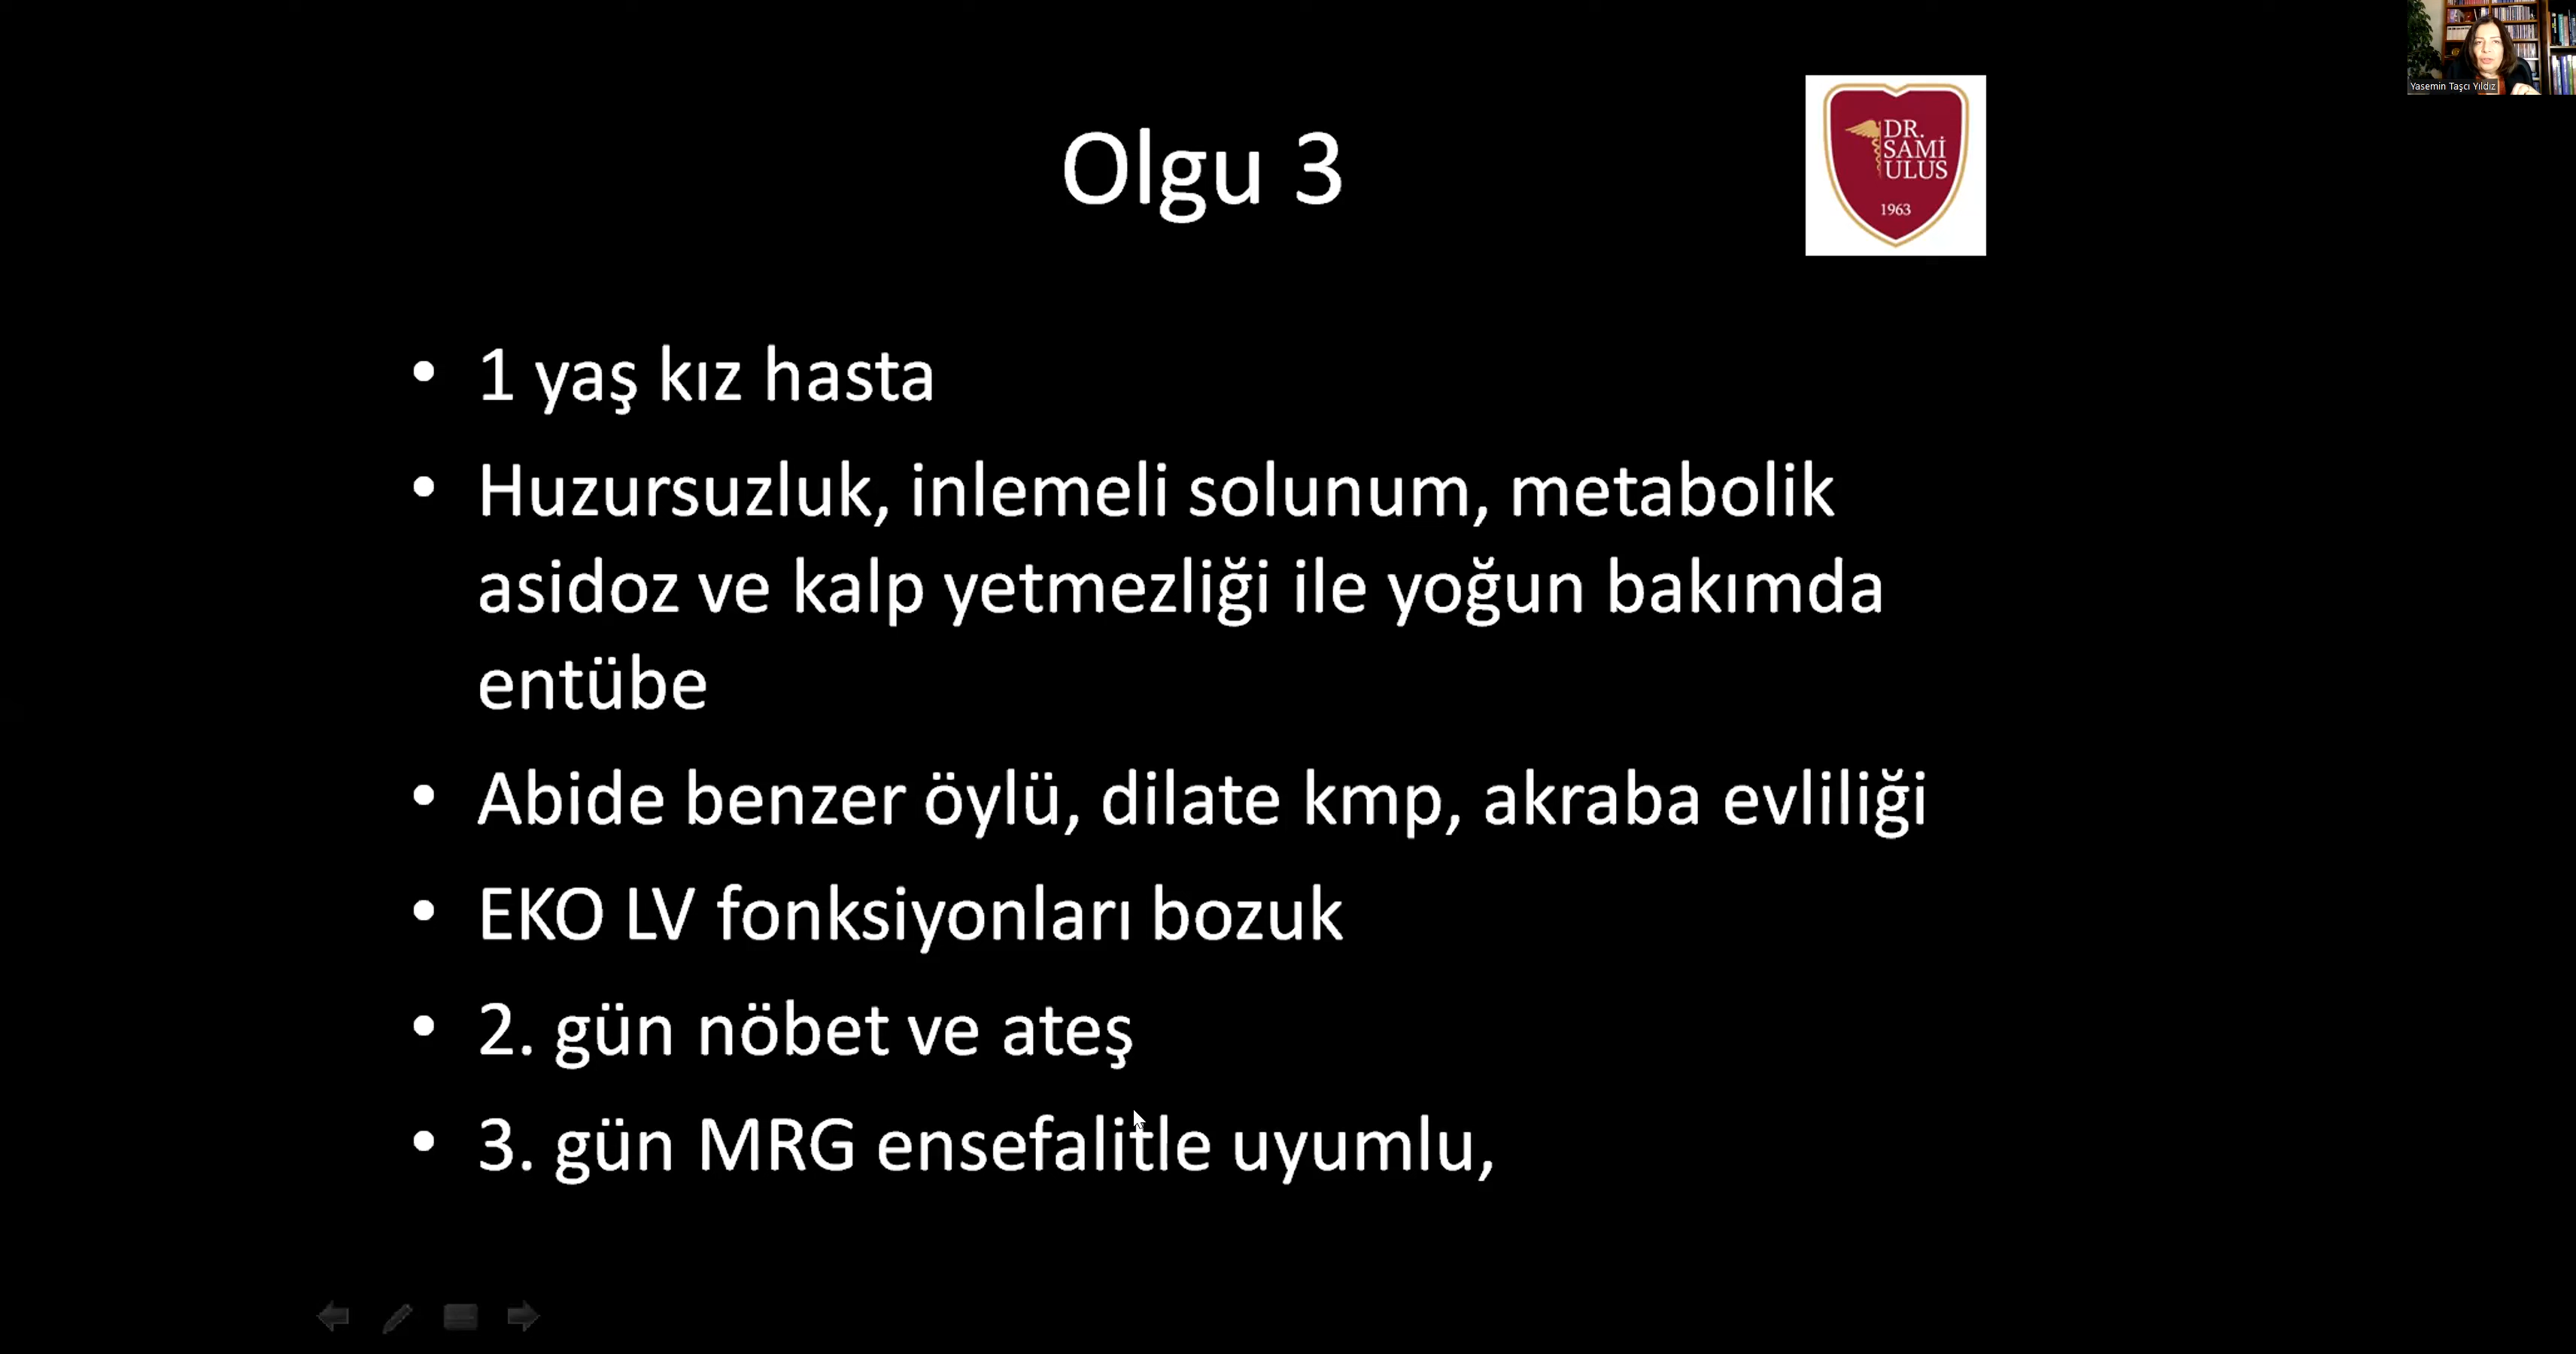 Yasemin Taşcı Yıldız
DR.
SAMİ
ULUS
1963
Olgu 3
• 1 yaş kız hasta
• Huzursuzluk, inlemeli solunum, metabolik
asidoz ve kalp yetmezliği ile yoğun bakımda
entübe
• Abide benzer öylü, dilate kmp, akraba evliliği
• EKO LV fonksiyonları bozuk
• 2. gün nöbet ve ateş
• 3. gün MRG ensefalitle uyumlu,